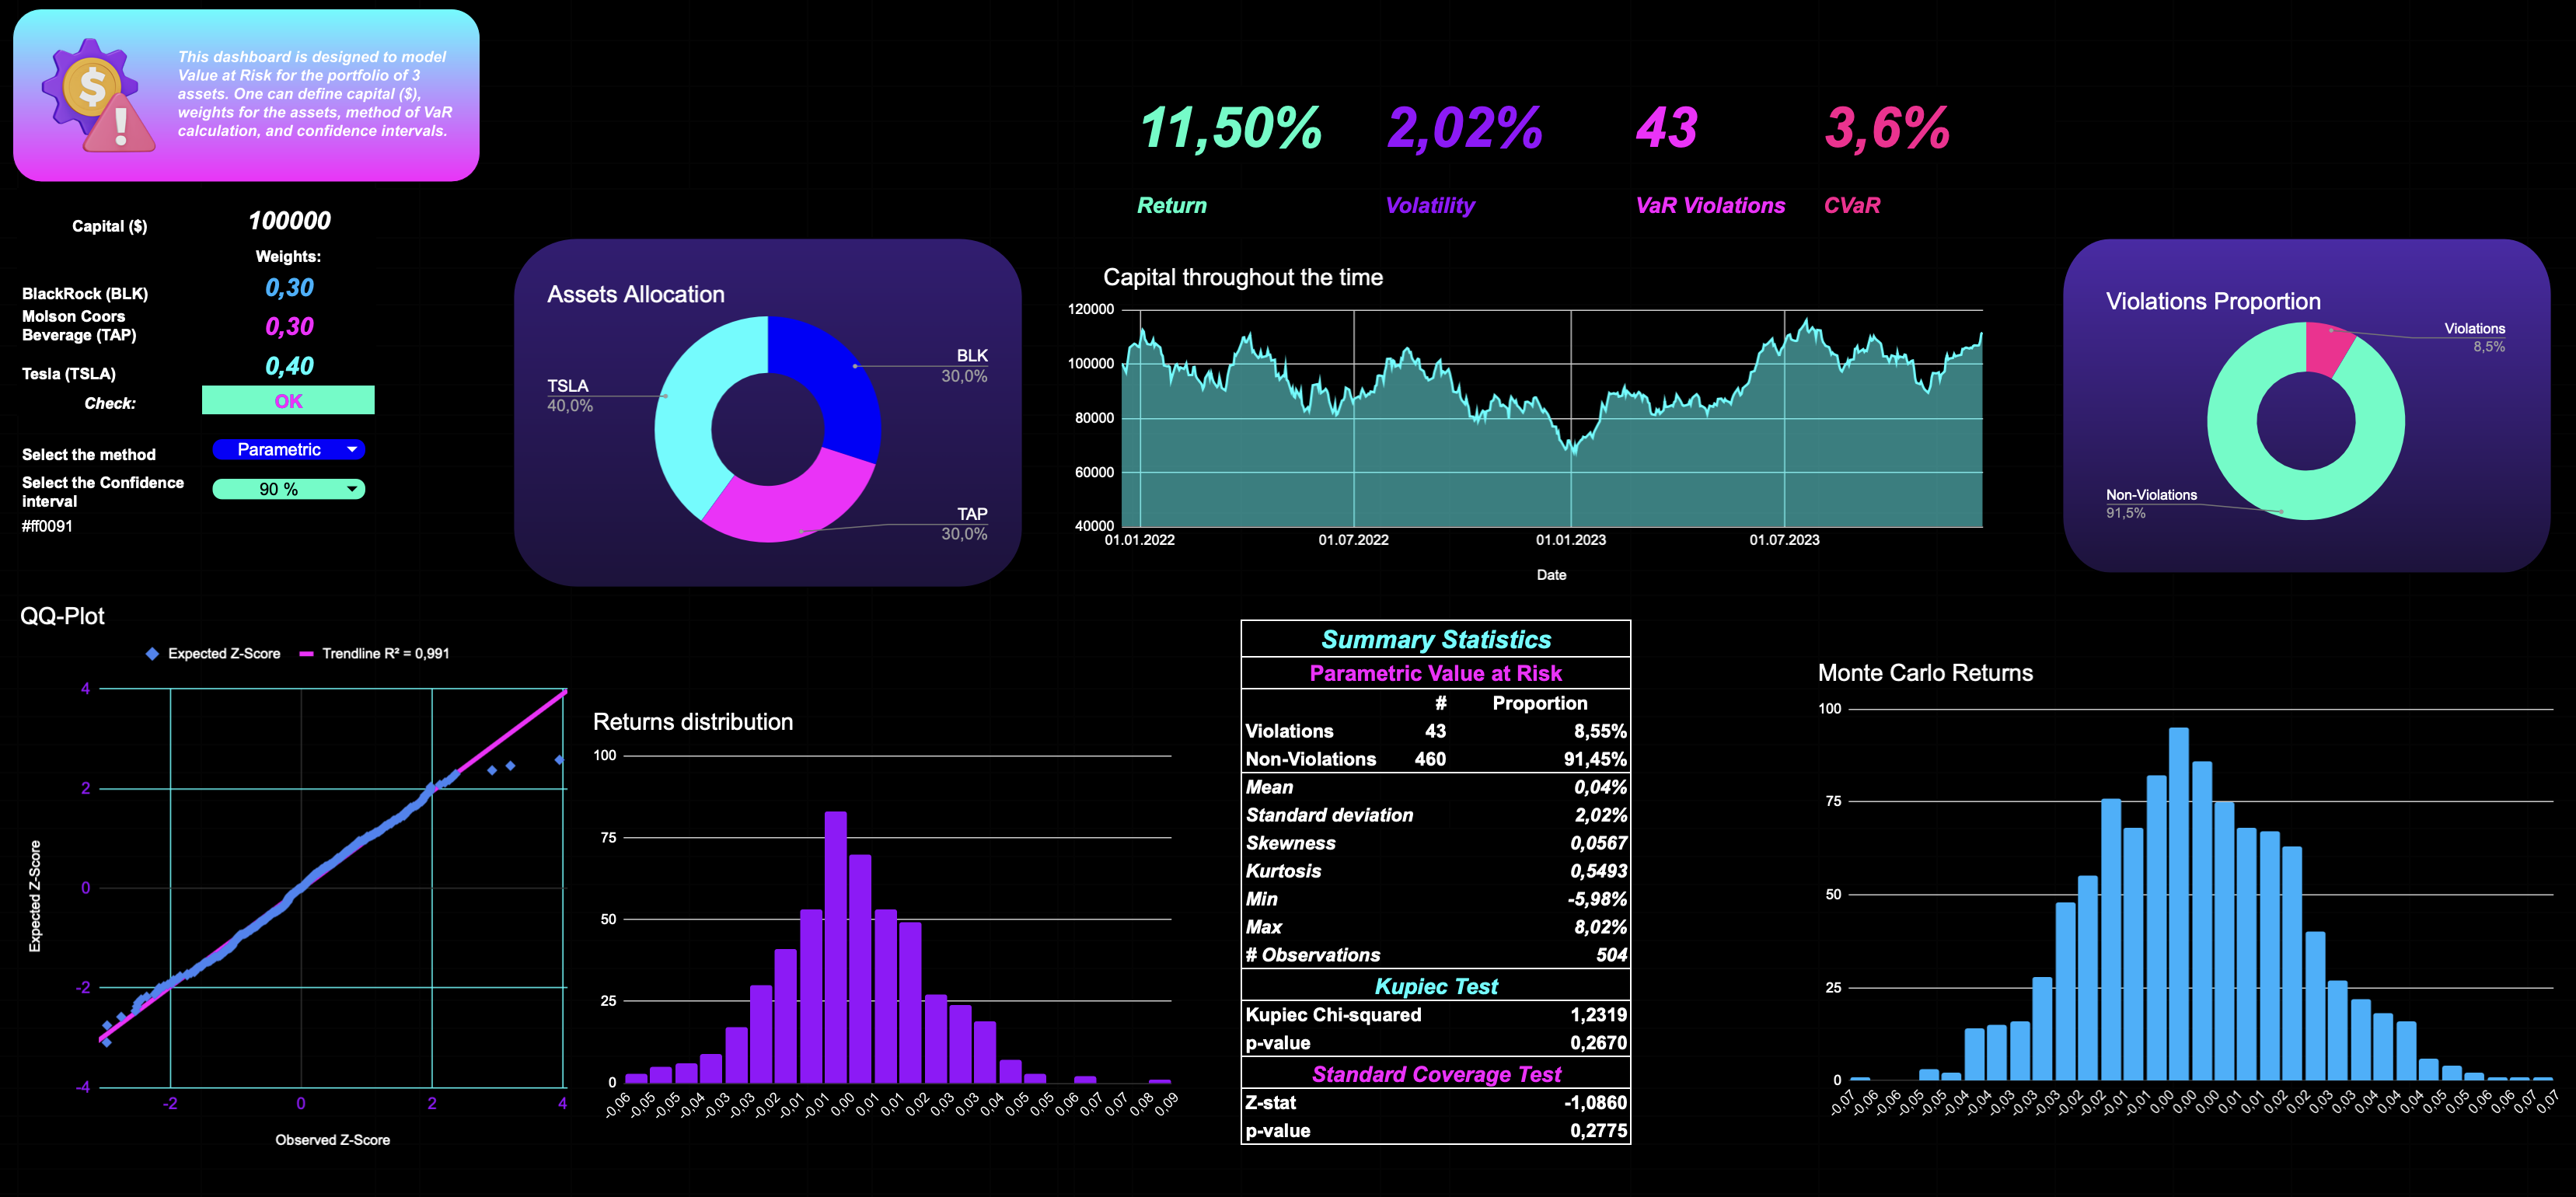 This dashboard is designed to model
Value at Risk for the portfolio of 3
assets. One can define capital ($),
weights for the assets, method of VaR
calculation, and confidence intervals.
$
!
11,50%
2,02%
43
3,6%
Return
Volatility
VaR Violations
CVaR
Capital ($)
100000
Weights:
BlackRock (BLK)
0,30
Molson Coors
Beverage (TAP)
0,30
Tesla (TSLA)
0,40
Check:
OK
Select the method
Parametric
Select the Confidence
interval
90 %
#ff0091
Assets Allocation
BLK
30,0%
TSLA
40,0%
TAP
30,0%
Capital throughout the time
120000
100000
80000
60000
40000
01.01.2022
01.07.2022
01.01.2023
01.07.2023
Date
Violations Proportion
Violations
8,5%
Non-Violations
91,5%
QQ-Plot
Expected Z-Score
Trendline R² = 0,991
4
2
0
-2
-4
-2
0
2
4
Expected Z-Score
Observed Z-Score
Returns distribution
100
75
50
25
0
-0,06
-0,05
-0,05
-0,04
-0,03
-0,03
-0,02
-0,01
-0,01
0,00
0,01
0,01
0,02
0,03
0,03
0,04
0,05
0,05
0,06
0,07
0,07
0,08
0,09
Summary Statistics
Parametric Value at Risk
# Proportion
Violations 43 8,55%
Non-Violations 460 91,45%
Mean 0,04%
Standard deviation 2,02%
Skewness 0,0567
Kurtosis 0,5493
Min -5,98%
Max 8,02%
# Observations 504
Kupiec Test
Kupiec Chi-squared 1,2319
p-value 0,2670
Standard Coverage Test
Z-stat -1,0860
p-value 0,2775
Monte Carlo Returns
100
75
50
25
0
-0,07
-0,06
-0,06
-0,05
-0,05
-0,04
-0,04
-0,03
-0,03
-0,03
-0,02
-0,02
-0,01
-0,01
0,00
0,00
0,00
0,01
0,01
0,02
0,02
0,03
0,03
0,04
0,04
0,04
0,05
0,05
0,06
0,06
0,07
0,07